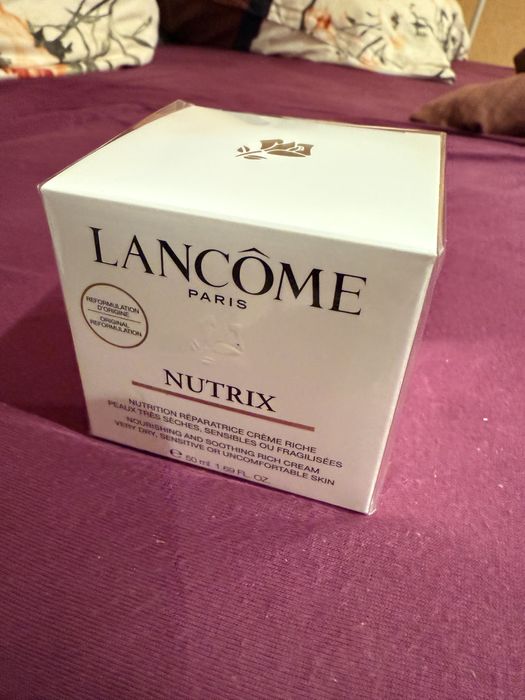 LANCÔME
PARIS
REFORMULATION
D'ORIGINE
ORIGINAL
REFORMULATION
NUTRIX
NUTRITION RÉPARATRICE CRÈME RICHE
PEAUX TRÈS SÈCHES, SENSIBLES OU FRAGILISÉES
NOURISHING AND SOOTHING RICH CREAM
VERY DRY, SENSITIVE OR UNCOMFORTABLE SKIN
℮ 50 ml 1.69 FL. OZ.